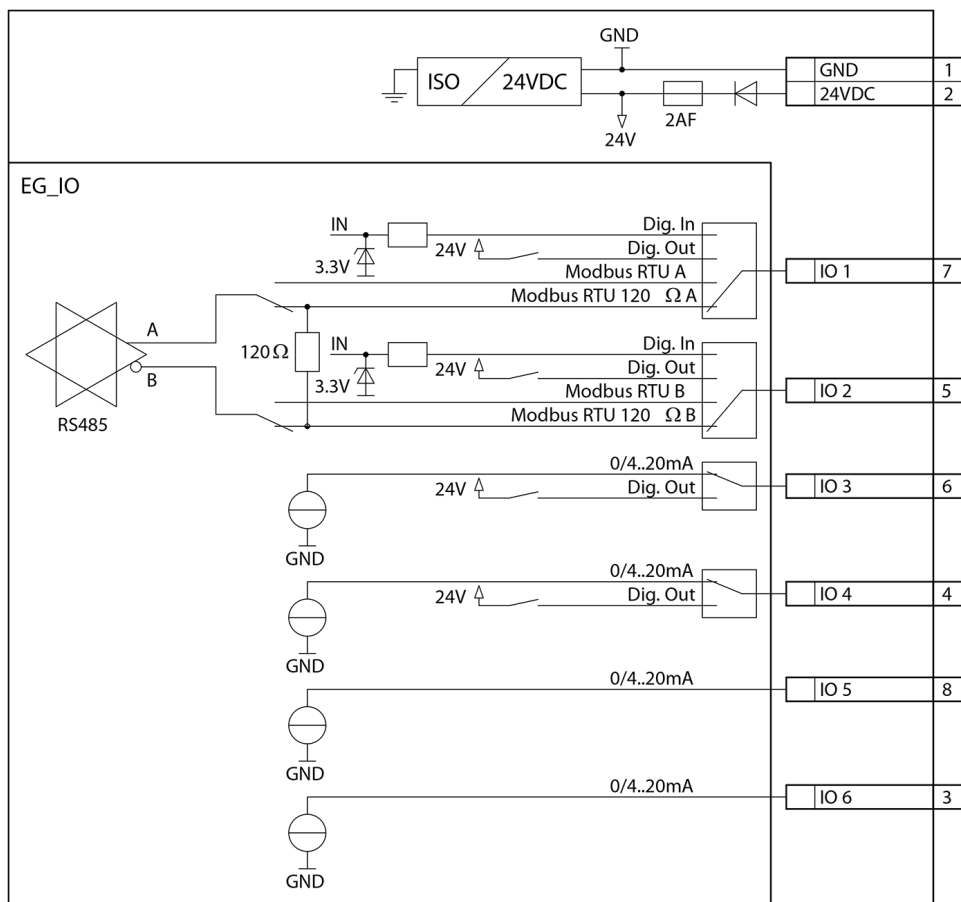 GND
ISO 24VDC GND 1
24VDC 2
2AF
24V
EG_IO
IN Dig. In
24V Dig. Out
3.3V Modbus RTU A IO 1 7
Modbus RTU 120 Ω A
A
120 Ω IN Dig. In
B 24V Dig. Out
3.3V Modbus RTU B IO 2 5
Modbus RTU 120 Ω B
RS485
0/4..20mA
24V Dig. Out IO 3 6
GND
0/4..20mA
24V Dig. Out IO 4 4
GND
0/4..20mA IO 5 8
GND
0/4..20mA IO 6 3
GND